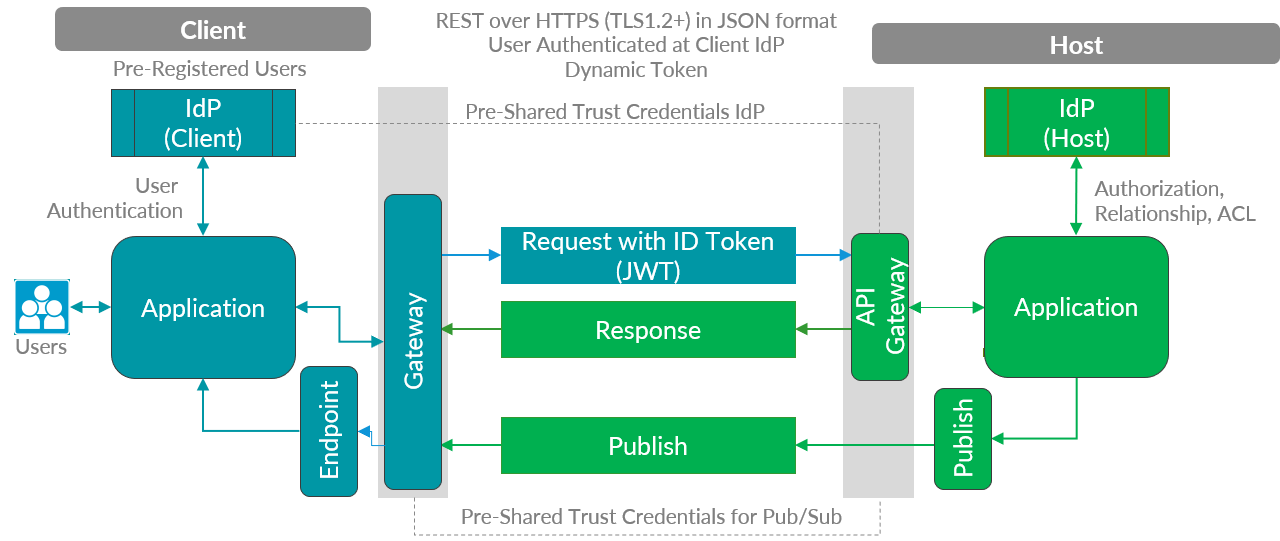 Client
REST over HTTPS (TLS1.2+) in JSON format
User Authenticated at Client IdP
Dynamic Token
Host
Pre-Registered Users
IdP
(Client)
Pre-Shared Trust Credentials IdP
IdP
(Host)
User
Authentication
Authorization,
Relationship, ACL
Users
Application
Gateway
Request with ID Token
(JWT)
Response
API
Gateway
Application
Endpoint
Publish
Publish
Pre-Shared Trust Credentials for Pub/Sub